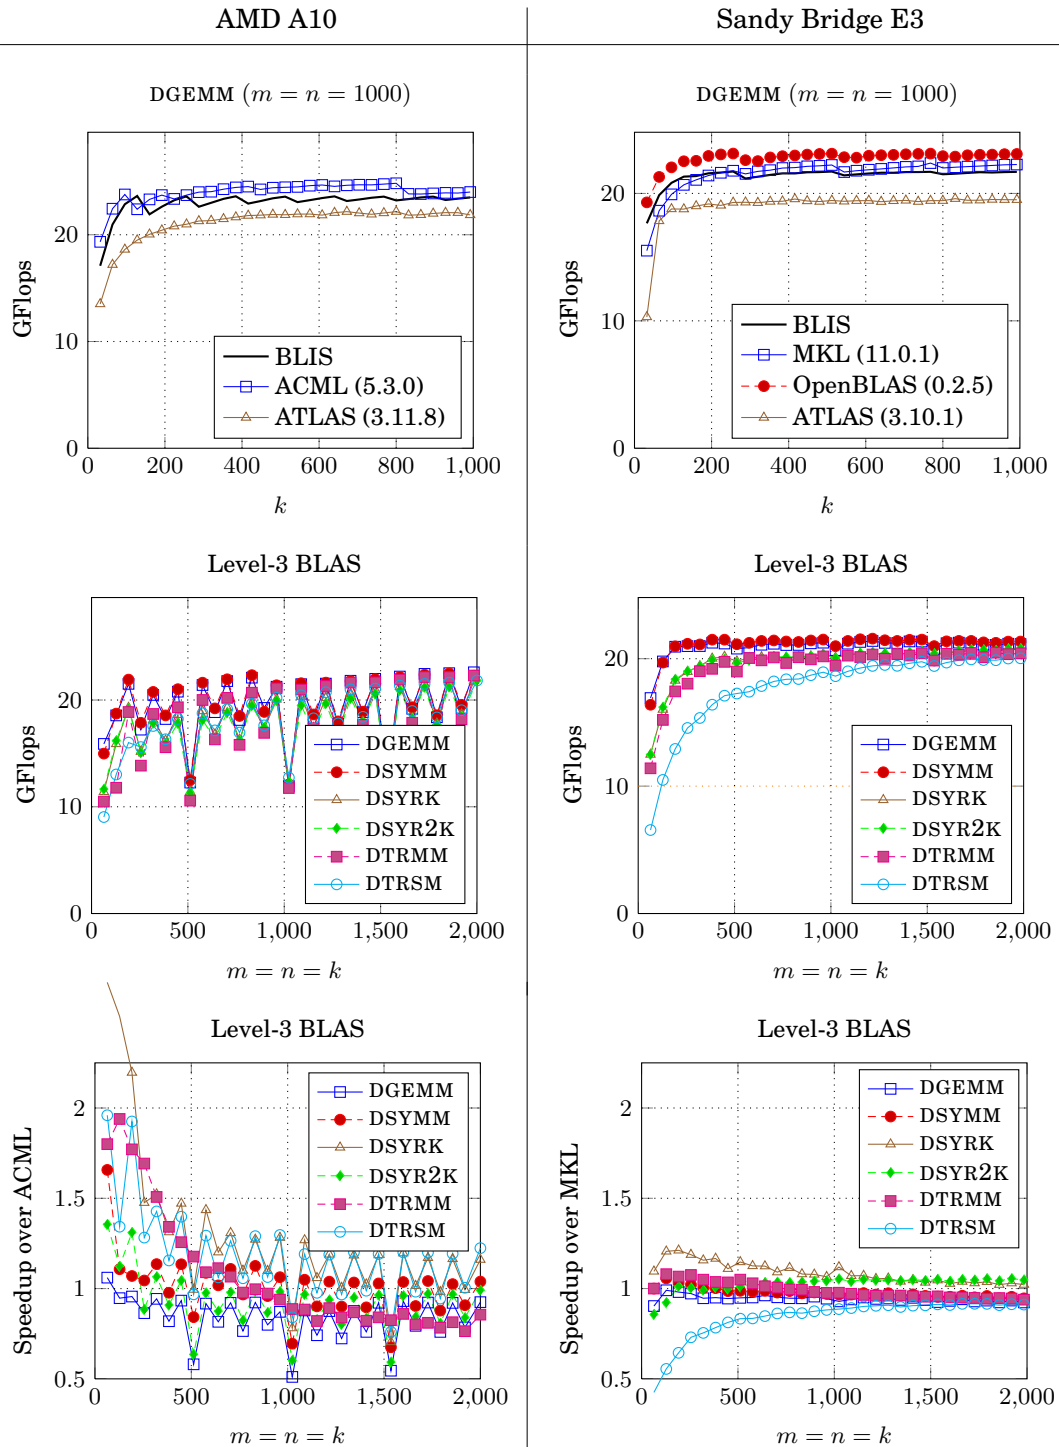 AMD A10
Sandy Bridge E3
DGEMM (m = n = 1000)
GFlops
20
10
0
BLIS
ACML (5.3.0)
ATLAS (3.11.8)
0 200 400 600 800 1,000
k
DGEMM (m = n = 1000)
GFlops
20
10
0
BLIS
MKL (11.0.1)
OpenBLAS (0.2.5)
ATLAS (3.10.1)
0 200 400 600 800 1,000
k
Level-3 BLAS
GFlops
20
10
0
DGEMM
DSYMM
DSYRK
DSYR2K
DTRMM
DTRSM
0 500 1,000 1,500 2,000
m = n = k
Level-3 BLAS
GFlops
20
10
0
DGEMM
DSYMM
DSYRK
DSYR2K
DTRMM
DTRSM
0 500 1,000 1,500 2,000
m = n = k
Level-3 BLAS
Speedup over ACML
2
1.5
1
0.5
DGEMM
DSYMM
DSYRK
DSYR2K
DTRMM
DTRSM
0 500 1,000 1,500 2,000
m = n = k
Level-3 BLAS
Speedup over MKL
2
1.5
1
0.5
DGEMM
DSYMM
DSYRK
DSYR2K
DTRMM
DTRSM
0 500 1,000 1,500 2,000
m = n = k